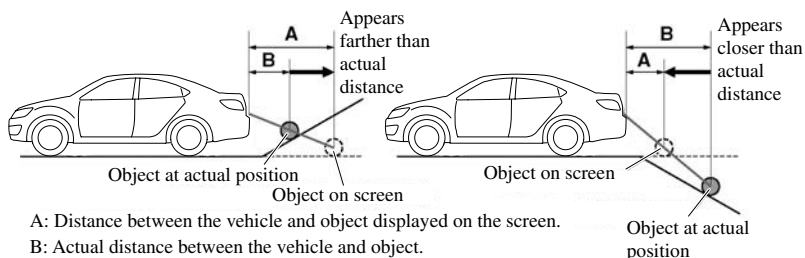 A
B
Appears
farther than
actual
distance
Object at actual position
Object on screen
B
A
Appears
closer than
actual
distance
Object on screen
Object at actual
position
A: Distance between the vehicle and object displayed on the screen.
B: Actual distance between the vehicle and object.